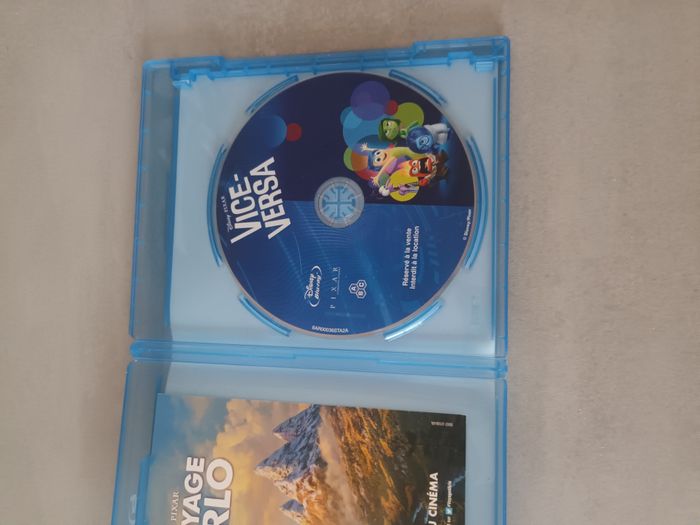 DISNEY PIXAR
VICE-
VERSA
Réservé à la vente
Interdit à la location
Disney
Blu-ray
PIXAR
A
B
C
BAR00036STA2A
© Disney/Pixar
PIXAR
YAGE
RLO
U CINÉMA